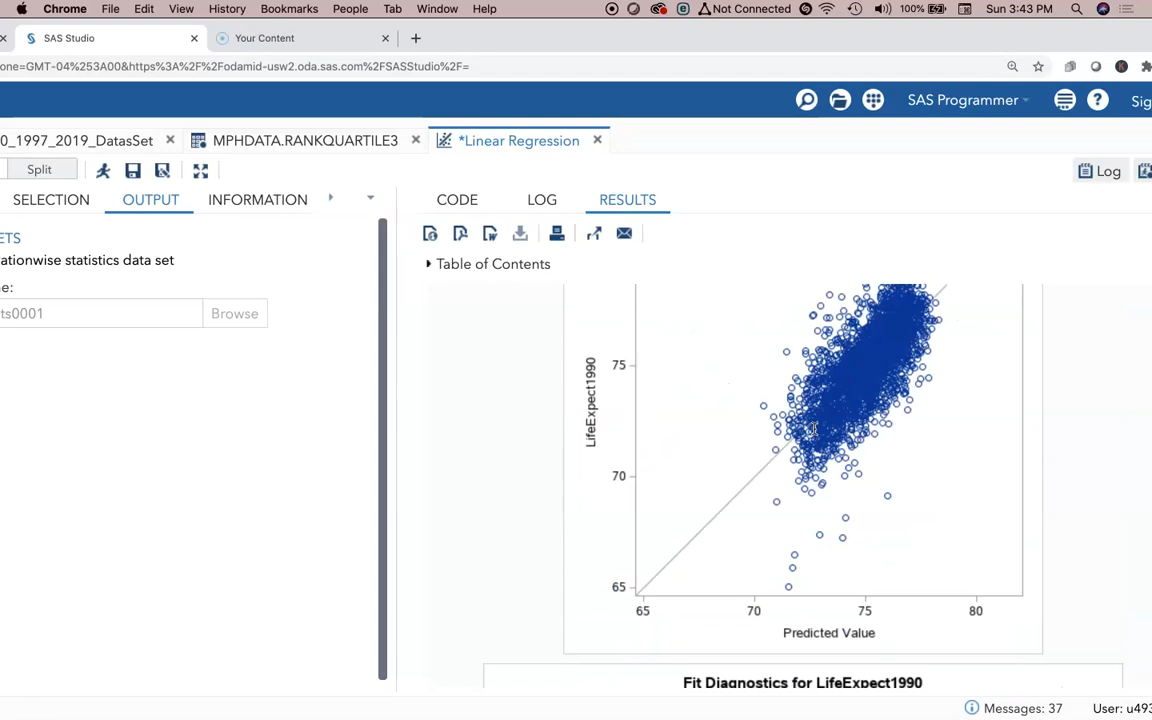 Chrome File Edit View History Bookmarks People Tab Window Help Not Connected 100% Sun 3:43 PM
SAS Studio Your Content
one=GMT-04%253A00&https%3A%2F%2Fodamid-usw2.oda.sas.com%2FSASStudio%2F=
SAS Programmer Sig
0_1997_2019_DatasSet MPHDATA.RANKQUARTILE3 *Linear Regression
Split Log
SELECTION OUTPUT INFORMATION CODE LOG RESULTS
ETS
ationwise statistics data set
Table of Contents
ne:
ts0001 Browse
75
LifeExpect1990
70
65
65 70 75 80
Predicted Value
Fit Diagnostics for LifeExpect1990
Messages: 37 User: u493